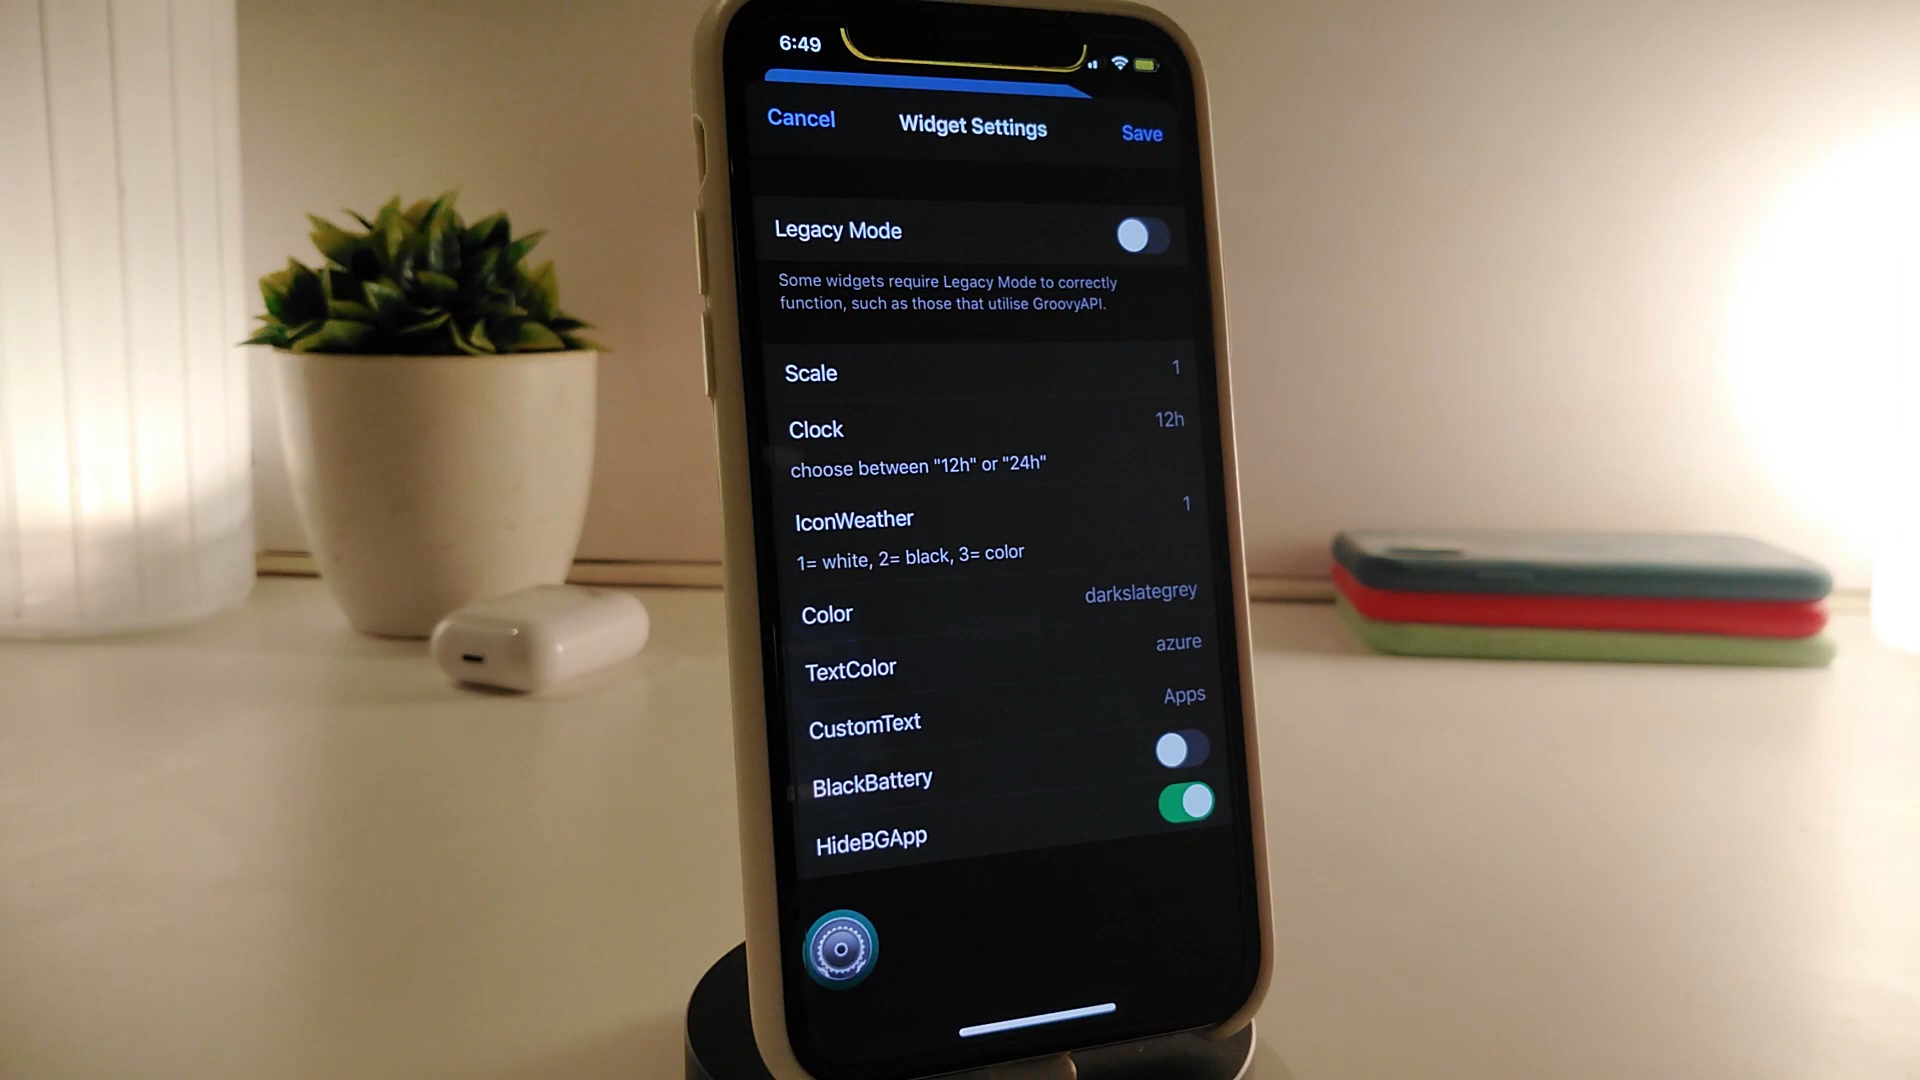 6:49
Cancel
Widget Settings
Save
Legacy Mode
Some widgets require Legacy Mode to correctly
function, such as those that utilise GroovyAPI.
Scale
1
Clock
12h
choose between "12h" or "24h"
IconWeather
1
1= white, 2= black, 3= color
Color
darkslategrey
TextColor
azure
CustomText
Apps
BlackBattery
HideBGApp